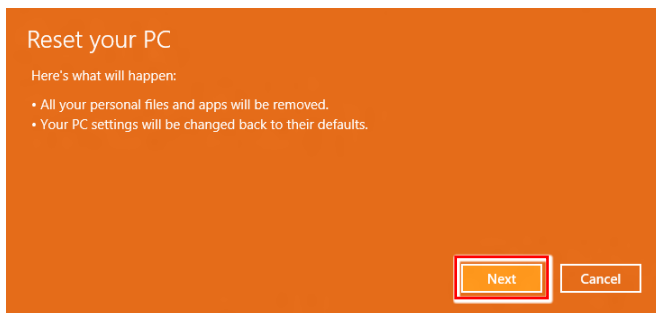 Reset your PC
Here's what will happen:
• All your personal files and apps will be removed.
• Your PC settings will be changed back to their defaults.
Next Cancel